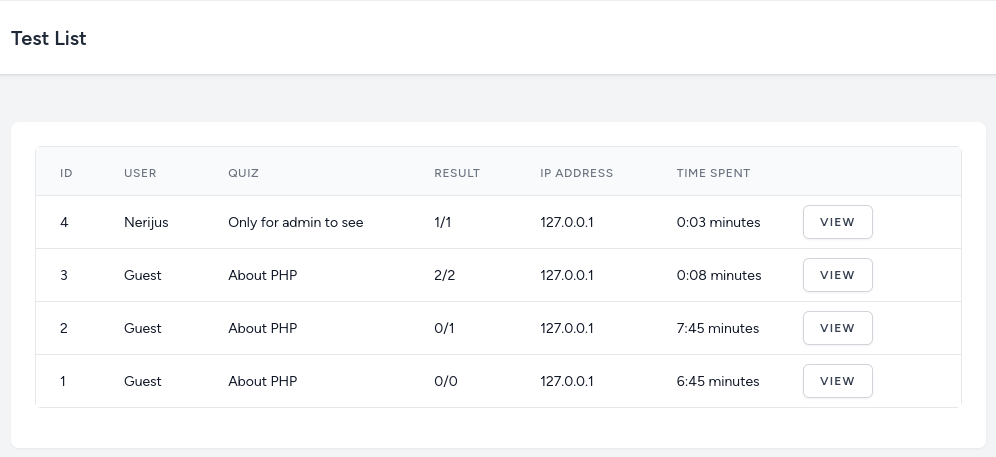 Test List
ID USER QUIZ RESULT IP ADDRESS TIME SPENT
4 Nerijus Only for admin to see 1/1 127.0.0.1 0:03 minutes VIEW
3 Guest About PHP 2/2 127.0.0.1 0:08 minutes VIEW
2 Guest About PHP 0/1 127.0.0.1 7:45 minutes VIEW
1 Guest About PHP 0/0 127.0.0.1 6:45 minutes VIEW